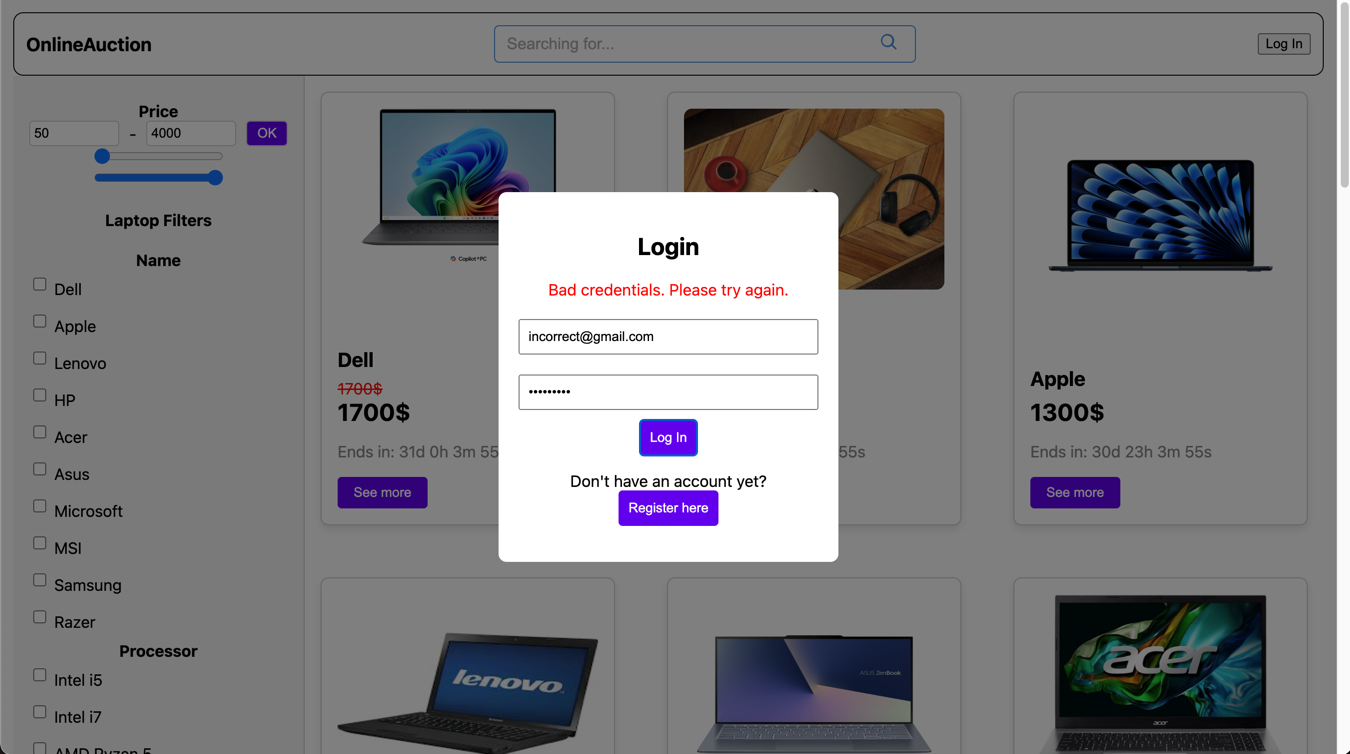 OnlineAuction
Searching for...
Log In
Price
50
-
4000
OK
Laptop Filters
Name
Dell
Apple
Lenovo
HP
Acer
Asus
Microsoft
MSI
Samsung
Razer
Processor
Intel i5
Intel i7
AMD Ryzen 5
Copilot+PC
Dell
1700$
1700$
Ends in: 31d 0h 3m 55
See more
55s
Apple
1300$
Ends in: 30d 23h 3m 55s
See more
Login
Bad credentials. Please try again.
incorrect@gmail.com
•••••••••
Log In
Don't have an account yet?
Register here
lenovo
ASUS ZenBook
acer
acer